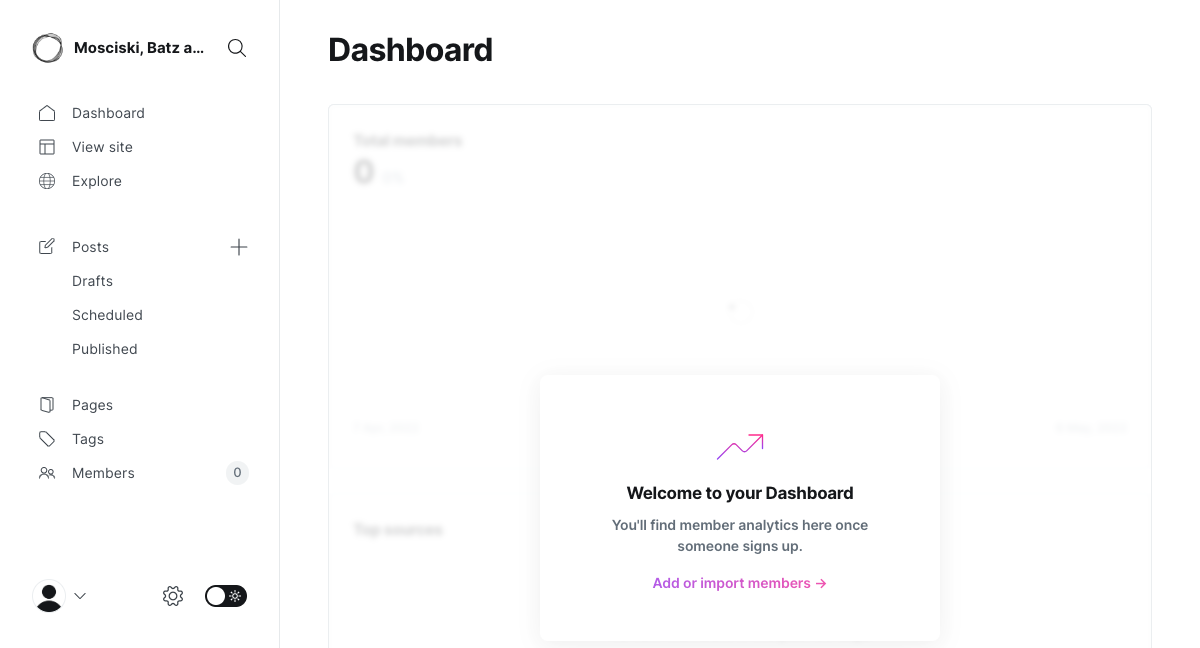 Mosciski, Batz a...
Dashboard
View site
Explore
Posts
Drafts
Scheduled
Published
Pages
Tags
Members
0
Dashboard
Total members
0
Top sources
Welcome to your Dashboard
You'll find member analytics here once
someone signs up.
Add or import members →